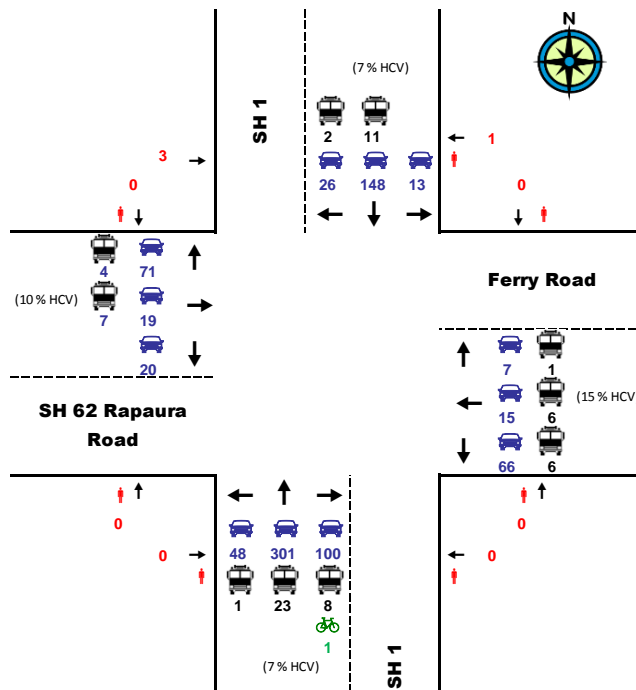 N
(7 % HCV)
SH 1
2 11
3
1
26 148 13
0
0
4 71
Ferry Road
(10 % HCV)
7 19
20
7 1
SH 62 Rapaura
Road
15 6
(15 % HCV)
66 6
0
0
0
0
48 301 100
1 23 8
1
(7 % HCV)
SH 1